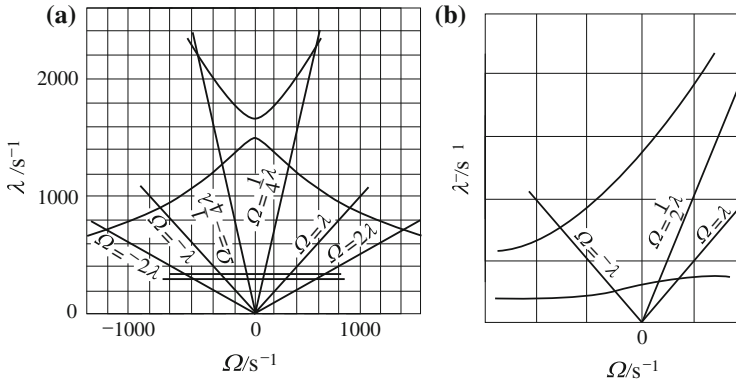 (a)
2000
1000
0
λ /s⁻¹
−1000
0
1000
Ω/s⁻¹
Ω=−2λ
Ω=−λ
Ω=−¼λ
Ω=¼λ
Ω=λ
Ω=2λ
(b)
λ⁻/s⁻¹
0
Ω/s⁻¹
Ω=−λ
Ω=½λ
Ω=λ